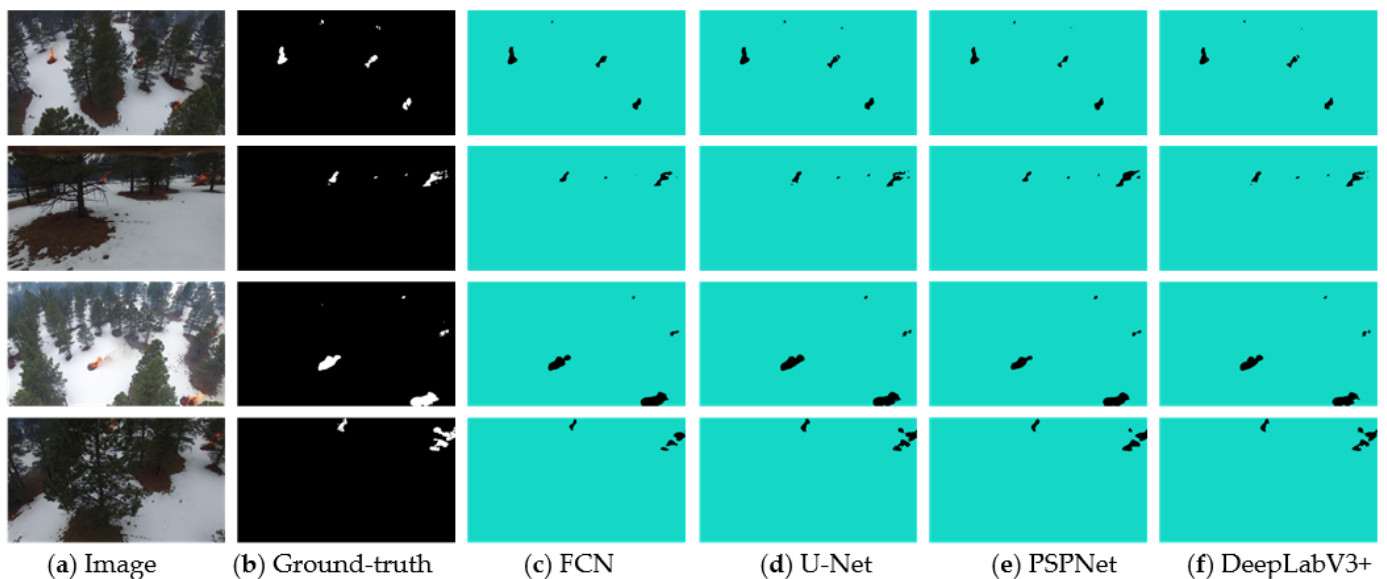 (a) Image
(b) Ground-truth
(c) FCN
(d) U-Net
(e) PSPNet
(f) DeepLabV3+